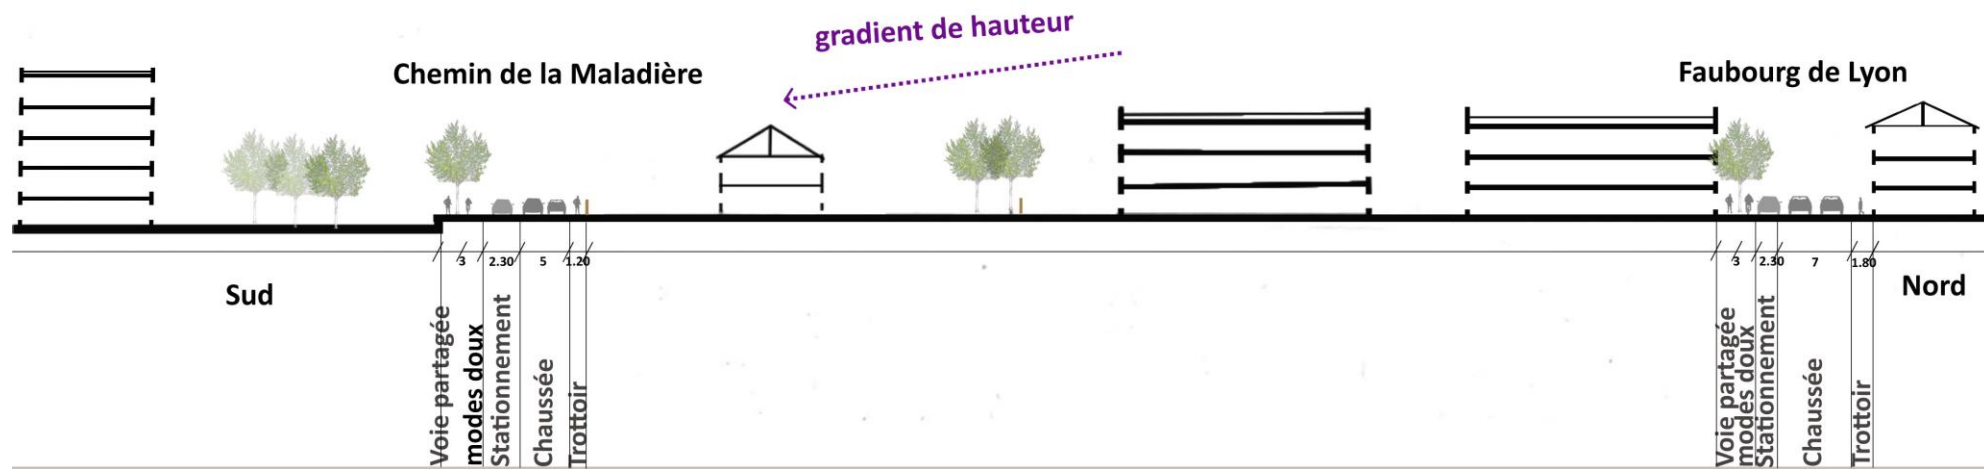 gradient de hauteur
Chemin de la Maladière
Faubourg de Lyon
3
2.30
5
1.20
3
2.30
7
1.80
Sud
Nord
Voie partagée
modes doux
Stationnement
Chaussée
Trottoir
Voie partagée
modes doux
Stationnement
Chaussée
Trottoir